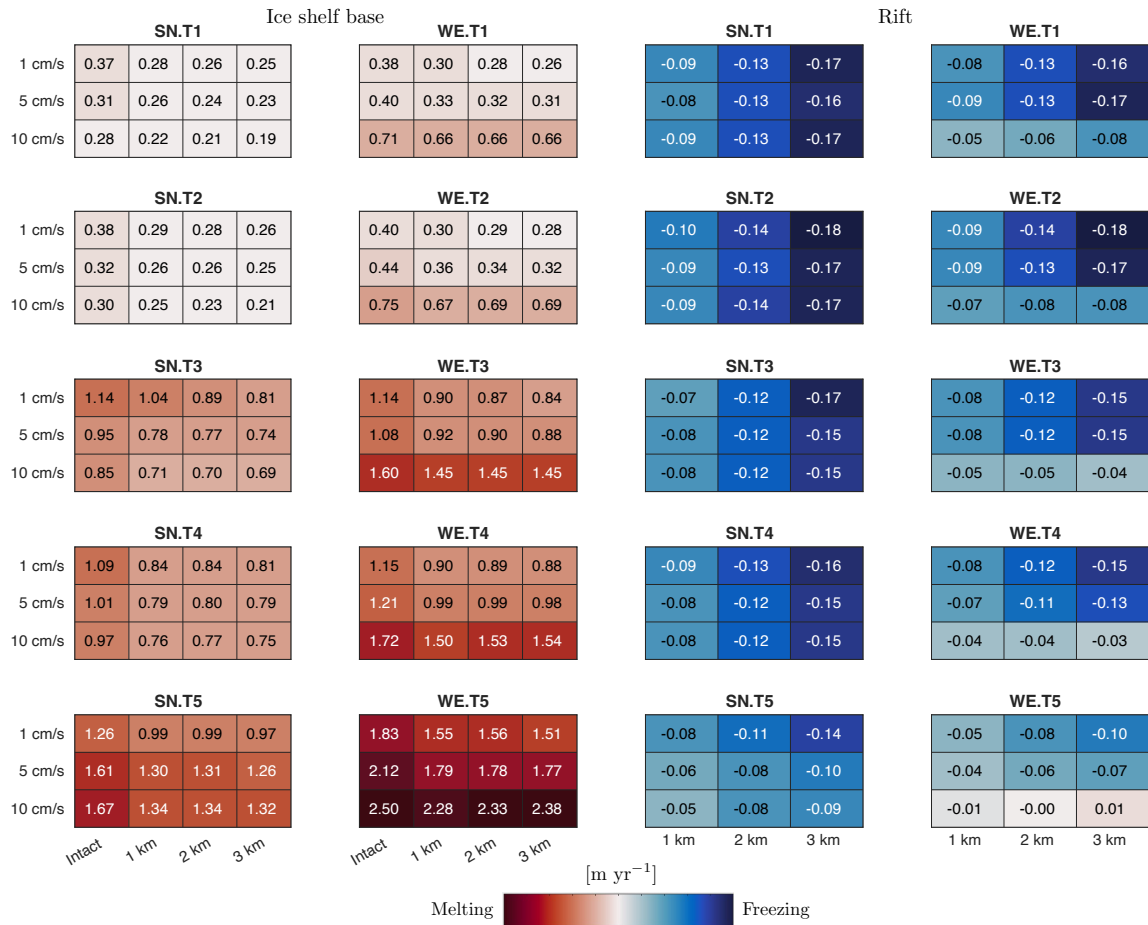 Ice shelf base Rift
SN.T1 WE.T1 SN.T1 WE.T1
1 cm/s 0.37 0.28 0.26 0.25 0.38 0.30 0.28 0.26 -0.09 -0.13 -0.17 -0.08 -0.13 -0.16
5 cm/s 0.31 0.26 0.24 0.23 0.40 0.33 0.32 0.31 -0.08 -0.13 -0.16 -0.09 -0.13 -0.17
10 cm/s 0.28 0.22 0.21 0.19 0.71 0.66 0.66 0.66 -0.09 -0.13 -0.17 -0.05 -0.06 -0.08
SN.T2 WE.T2 SN.T2 WE.T2
1 cm/s 0.38 0.29 0.28 0.26 0.40 0.30 0.29 0.28 -0.10 -0.14 -0.18 -0.09 -0.14 -0.18
5 cm/s 0.32 0.26 0.26 0.25 0.44 0.36 0.34 0.32 -0.09 -0.13 -0.17 -0.09 -0.13 -0.17
10 cm/s 0.30 0.25 0.23 0.21 0.75 0.67 0.69 0.69 -0.09 -0.14 -0.17 -0.07 -0.08 -0.08
SN.T3 WE.T3 SN.T3 WE.T3
1 cm/s 1.14 1.04 0.89 0.81 1.14 0.90 0.87 0.84 -0.07 -0.12 -0.17 -0.08 -0.12 -0.15
5 cm/s 0.95 0.78 0.77 0.74 1.08 0.92 0.90 0.88 -0.08 -0.12 -0.15 -0.08 -0.12 -0.15
10 cm/s 0.85 0.71 0.70 0.69 1.60 1.45 1.45 1.45 -0.08 -0.12 -0.15 -0.05 -0.05 -0.04
SN.T4 WE.T4 SN.T4 WE.T4
1 cm/s 1.09 0.84 0.84 0.81 1.15 0.90 0.89 0.88 -0.09 -0.13 -0.16 -0.08 -0.12 -0.15
5 cm/s 1.01 0.79 0.80 0.79 1.21 0.99 0.99 0.98 -0.08 -0.12 -0.15 -0.07 -0.11 -0.13
10 cm/s 0.97 0.76 0.77 0.75 1.72 1.50 1.53 1.54 -0.08 -0.12 -0.15 -0.04 -0.04 -0.03
SN.T5 WE.T5 SN.T5 WE.T5
1 cm/s 1.26 0.99 0.99 0.97 1.83 1.55 1.56 1.51 -0.08 -0.11 -0.14 -0.05 -0.08 -0.10
5 cm/s 1.61 1.30 1.31 1.26 2.12 1.79 1.78 1.77 -0.06 -0.08 -0.10 -0.04 -0.06 -0.07
10 cm/s 1.67 1.34 1.34 1.32 2.50 2.28 2.33 2.38 -0.05 -0.08 -0.09 -0.01 -0.00 0.01
Intact 1 km 2 km 3 km Intact 1 km 2 km 3 km 1 km 2 km 3 km 1 km 2 km 3 km
[m yr⁻¹]
Melting Freezing